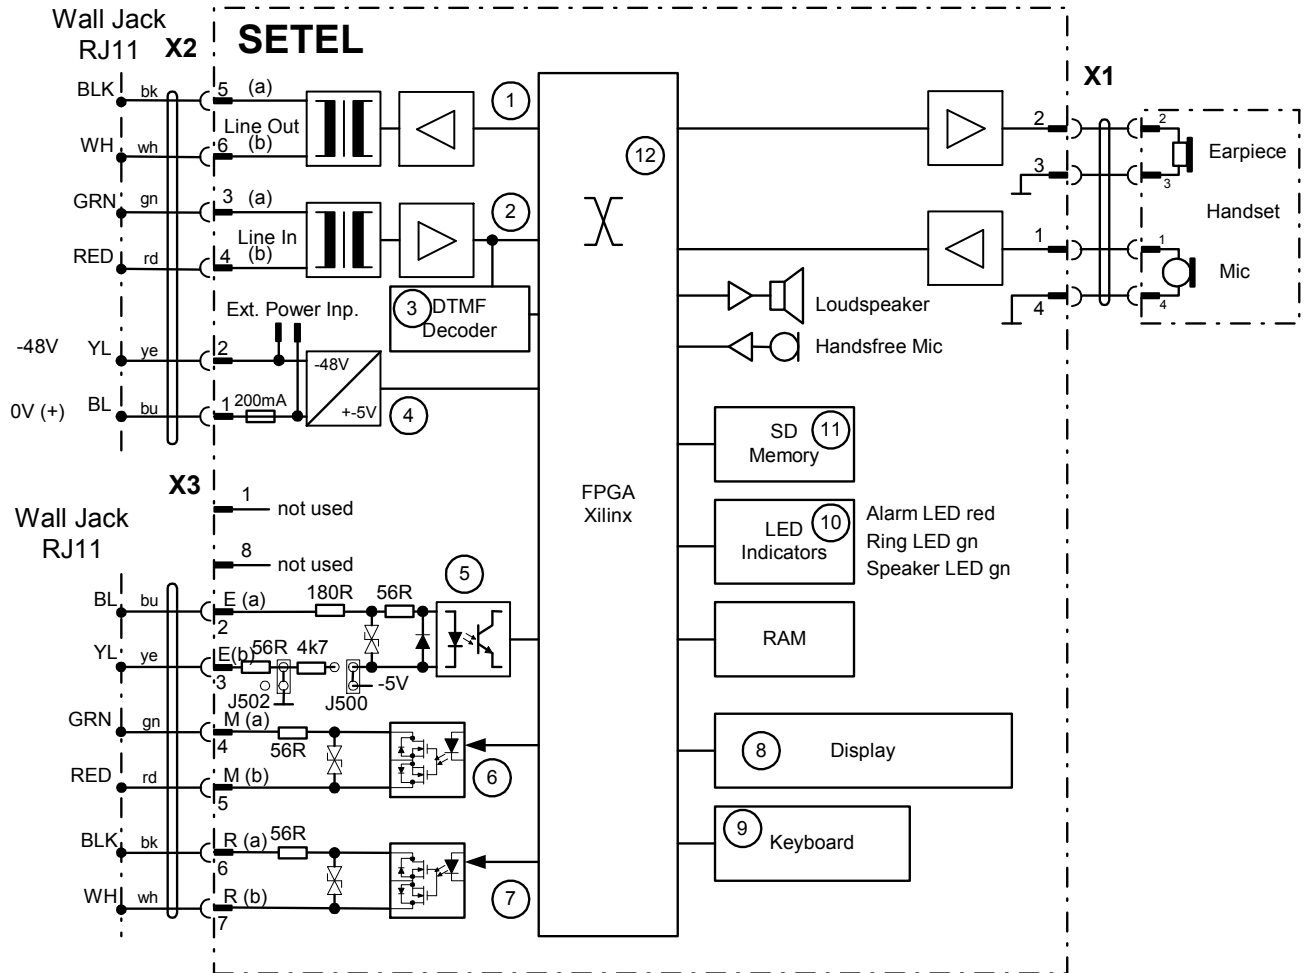 Wall Jack
RJ11
X2
SETEL
X1
BLK
bk
5
(a)
1
Line Out
WH
wh
6
(b)
12
2
2
3
3
Earpiece
GRN
gn
3
(a)
2
Line In
Handset
RED
rd
4
(b)
1
1
Mic
4
4
3
DTMF
Decoder
Loudspeaker
Handsfree Mic
Ext. Power Inp.
-48V
YL
ye
2
-48V
0V (+)
BL
bu
1
200mA
+-5V
4
SD
Memory
11
X3
1
not used
Wall Jack
RJ11
8
not used
FPGA
Xilinx
LED
Indicators
10
Alarm LED red
Ring LED gn
Speaker LED gn
5
BL
bu
E (a)
2
180R
56R
RAM
YL
ye
E(b)
3
56R
4k7
-5V
J502
J500
GRN
gn
M (a)
4
56R
6
8
Display
RED
rd
M (b)
5
BLK
bk
R (a)
6
56R
9
Keyboard
WH
wh
R (b)
7
7